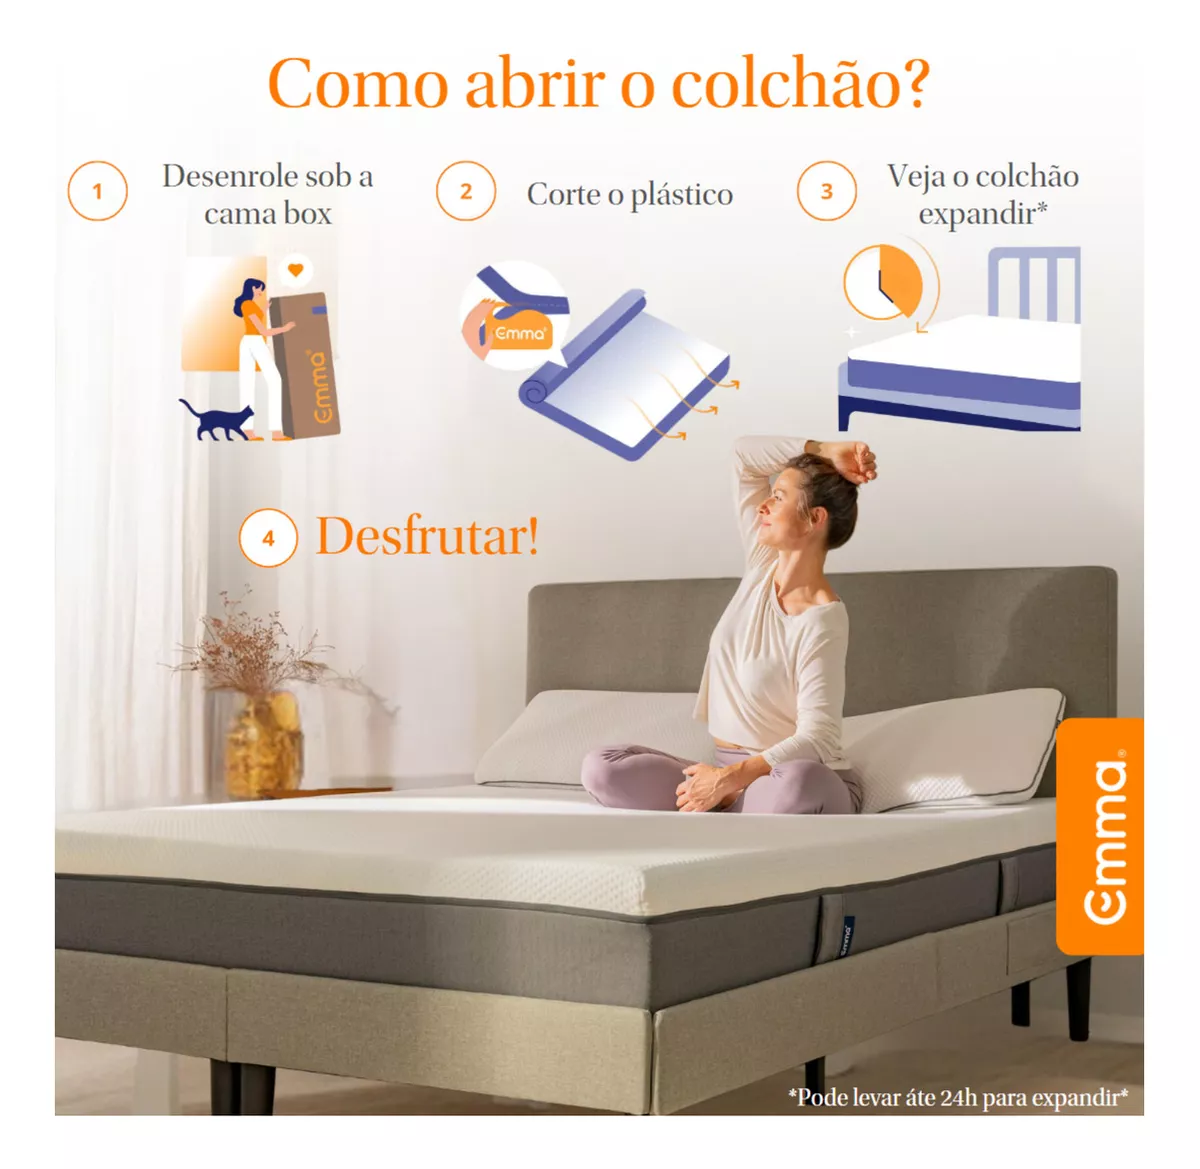 Como abrir o colchão?
1
Desenrole sob a
cama box
2
Corte o plástico
3
Veja o colchão
expandir*
emma
emma®
4
Desfrutar!
emma®
emma®
*Pode levar áte 24h para expandir*